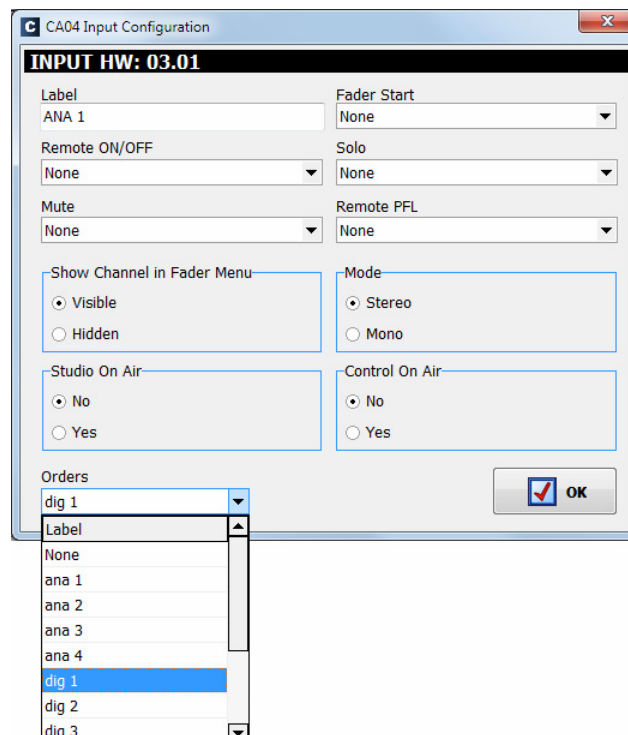 C CA04 Input Configuration
INPUT HW: 03.01
Label Fader Start
ANA 1 None
Remote ON/OFF Solo
None None
Mute Remote PFL
None None
Show Channel in Fader Menu Mode
Visible Stereo
Hidden Mono
Studio On Air Control On Air
No No
Yes Yes
Orders
dig 1 OK
Label
None
ana 1
ana 2
ana 3
ana 4
dig 1
dig 2
dig 3